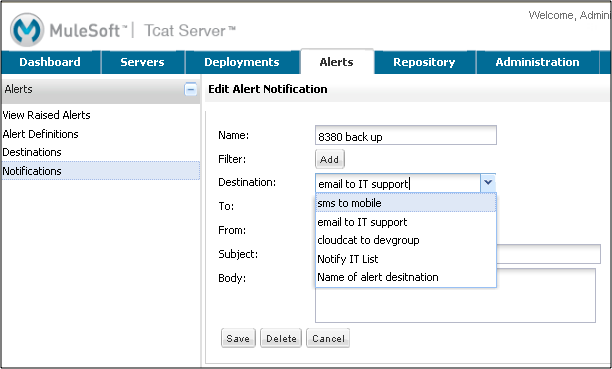 Welcome, Admini
MuleSoft™ | Tcat Server™
Dashboard Servers Deployments Alerts Repository Administration
Alerts
View Raised Alerts
Alert Definitions
Destinations
Notifications
Edit Alert Notification
Name: 8380 back up
Filter: Add
Destination: email to IT support
sms to mobile
email to IT support
cloudcat to devgroup
Notify IT List
Name of alert desitnation
To:
From:
Subject:
Body:
Save Delete Cancel